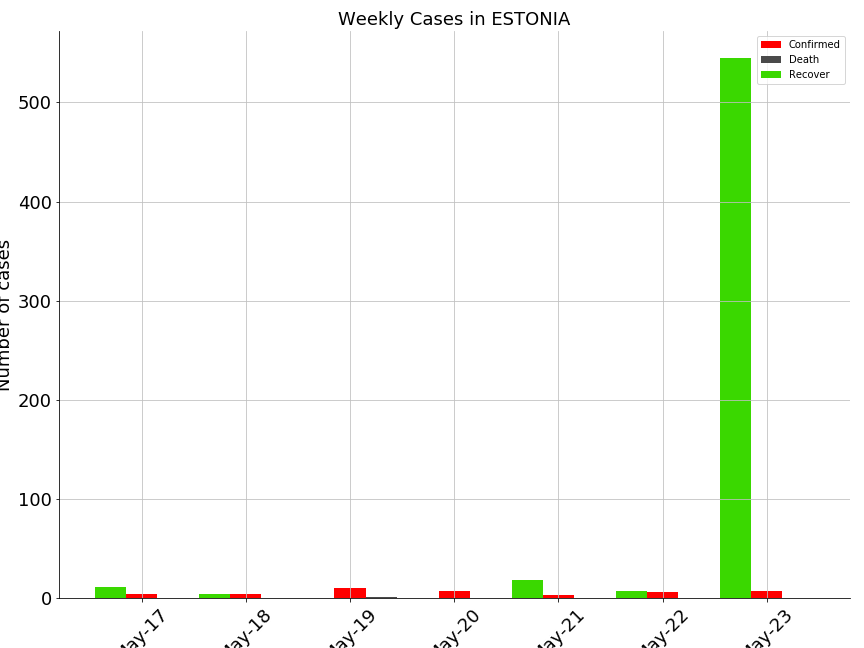 Weekly Cases in ESTONIA
Confirmed
Death
Recover
Number of cases
500
400
300
200
100
0
May-17
May-18
May-19
May-20
May-21
May-22
May-23